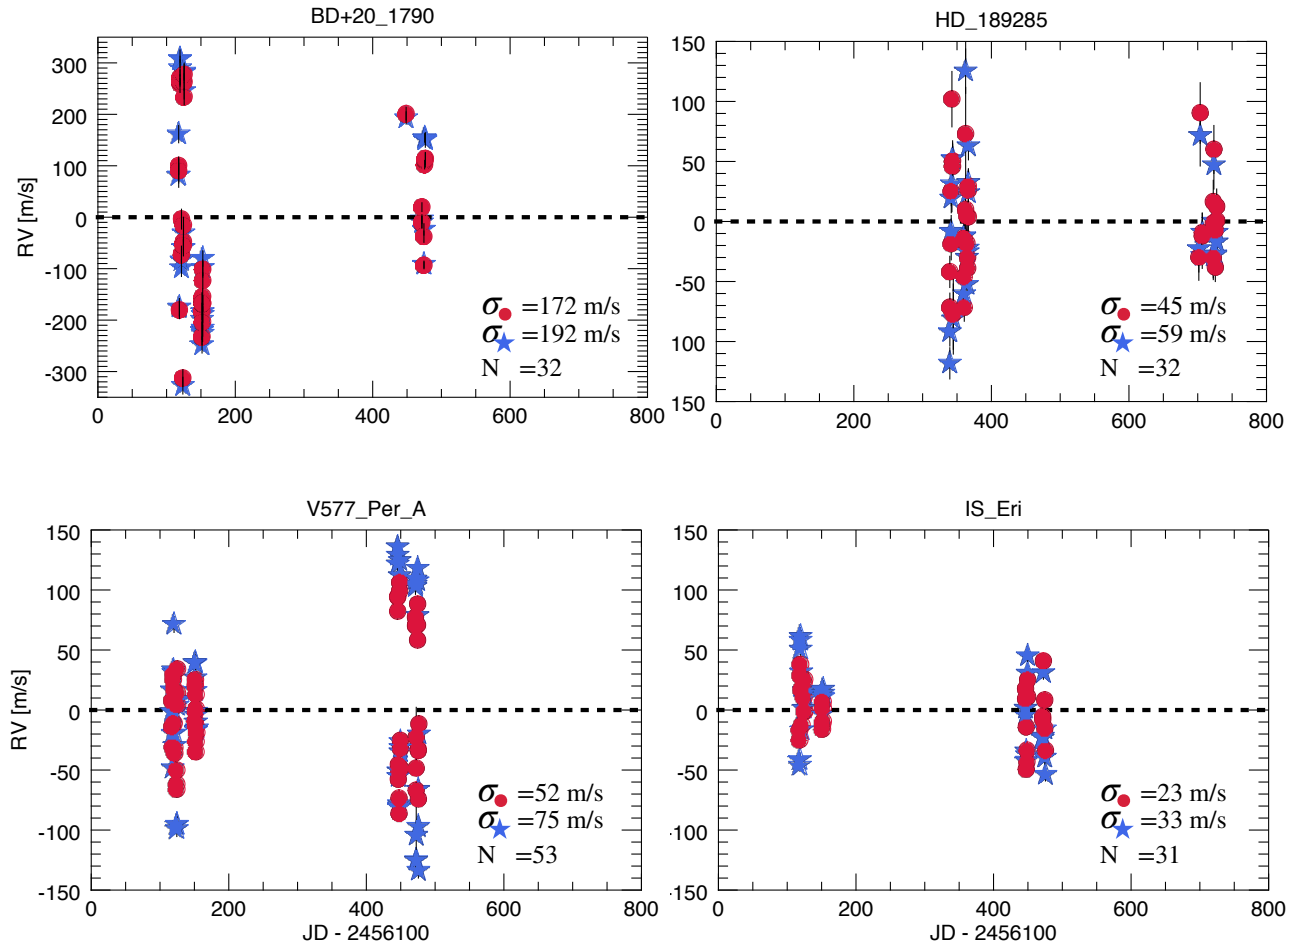 BD+20_1790
RV [m/s]
300
200
100
0
-100
-200
-300
σ =172 m/s
σ =192 m/s
N =32
0 200 400 600 800
HD_189285
150
100
50
0
-50
100
150
σ =45 m/s
σ =59 m/s
N =32
0 200 400 600 800
V577_Per_A
RV [m/s]
150
100
50
0
-50
-100
-150
σ =52 m/s
σ =75 m/s
N =53
0 200 400 600 800
JD - 2456100
IS_Eri
150
100
50
0
-50
100
150
σ =23 m/s
σ =33 m/s
N =31
0 200 400 600 800
JD - 2456100